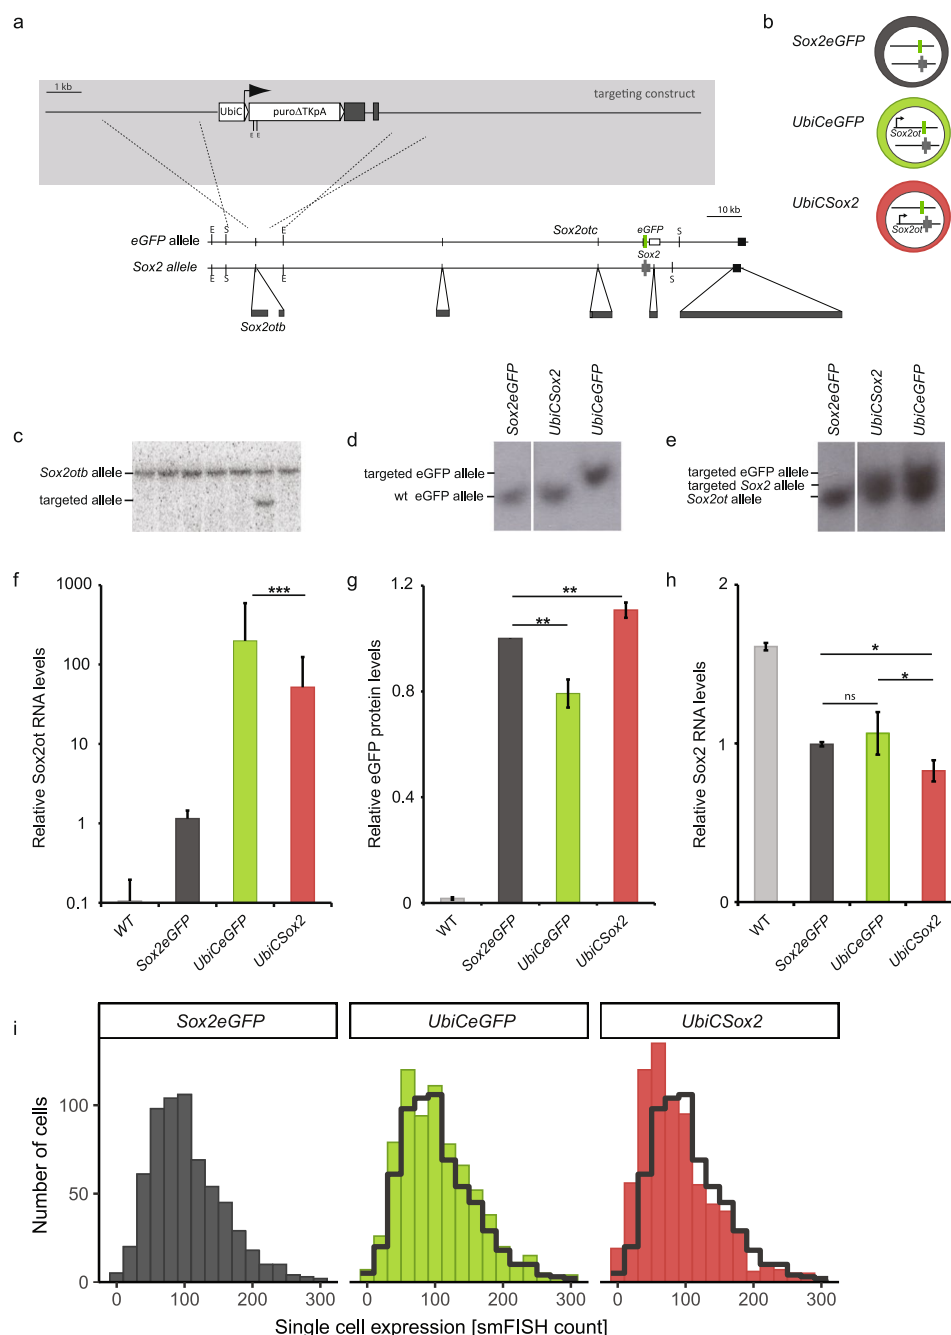 a
b
1 kb
targeting construct
UbiC
puroΔTKpA
E E
Sox2eGFP
UbiCeGFP
Sox2ot
UbiCSox2
Sox2ot
10 kb
E S E Sox2otc eGFP S
eGFP allele
Sox2
Sox2 allele
E S E S
Sox2otb
c
d
e
Sox2eGFP
UbiCSox2
UbiCeGFP
Sox2eGFP
UbiCSox2
UbiCeGFP
Sox2otb allele
targeted allele
targeted eGFP allele
wt eGFP allele
targeted eGFP allele
targeted Sox2 allele
Sox2ot allele
f
Relative Sox2ot RNA levels
1000
100
10
1
0.1
***
WT
Sox2eGFP
UbiCeGFP
UbiCSox2
g
Relative eGFP protein levels
1.2
0.8
0.4
0
**
**
WT
Sox2eGFP
UbiCeGFP
UbiCSox2
h
Relative Sox2 RNA levels
2
1
0
*
*
ns
WT
Sox2eGFP
UbiCeGFP
UbiCSox2
i
Sox2eGFP
UbiCeGFP
UbiCSox2
Number of cells
100
50
0
0 100 200 300
0 100 200 300
0 100 200 300
Single cell expression [smFISH count]